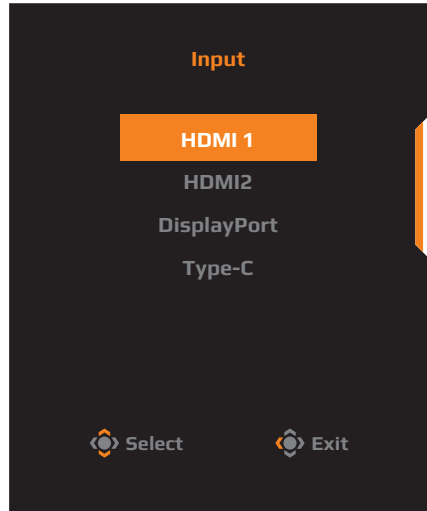 Input
HDMI 1
HDMI2
DisplayPort
Type-C
Select Exit